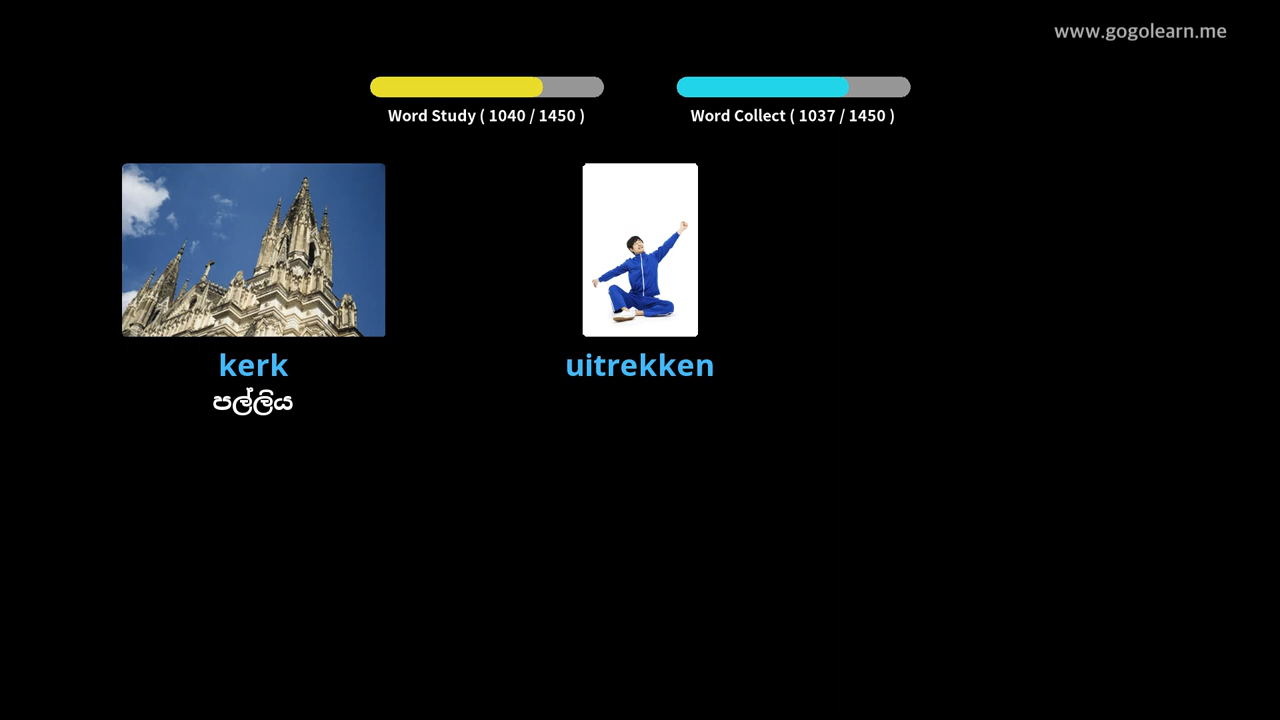 www.gogolearn.me
Word Study ( 1040 / 1450 )
Word Collect ( 1037 / 1450 )
kerk
පල්ලිය
uitrekken